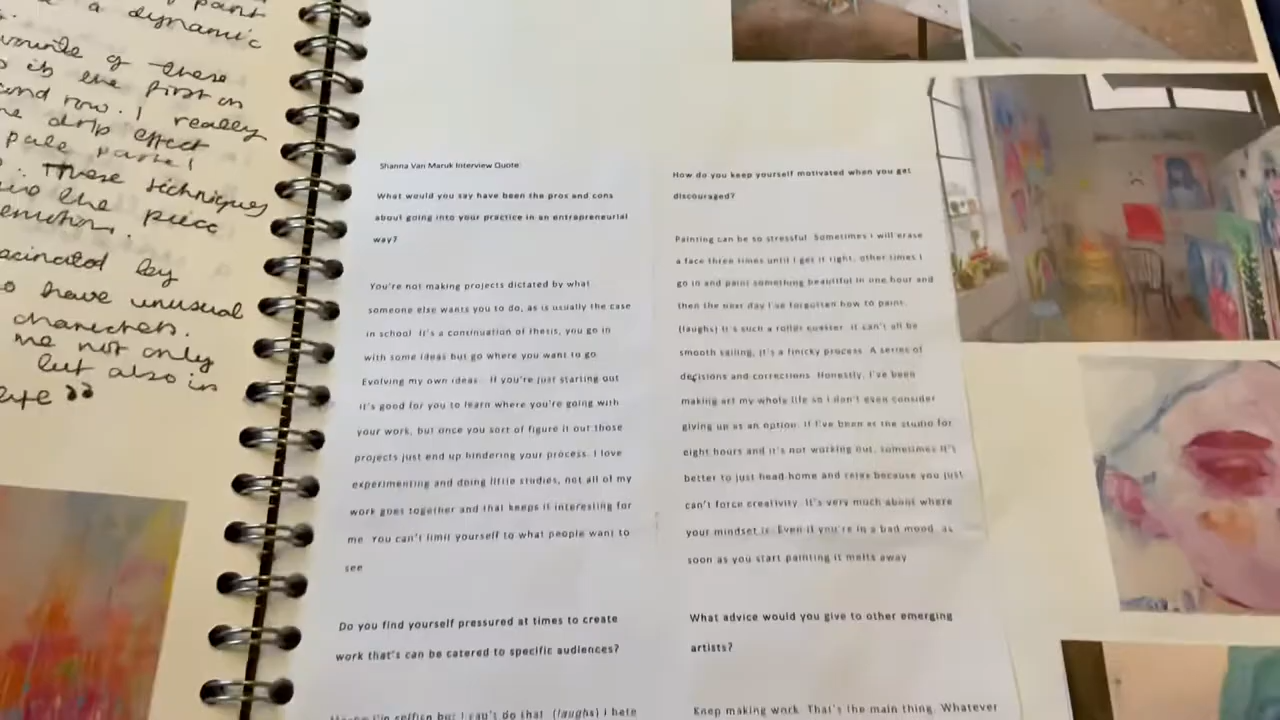 paint
a dynamic
of these
is the first on
row. I really
drip effect
pale pastel
These techniques
the piece
emotion.
by
have unusual
characters.
me not only
but also in
Shanna Van Maruk Interview Quote
What would you say have been the pros and cons
about going into your practice in an entrepreneurial
way?
You're not making projects dictated by what
someone else wants you to do, as is usually the case
in school. It's a continuation of thesis, you go in
with some ideas but go where you want to go.
Evolving my own ideas. If you're just starting out
it's good for you to learn where you're going with
your work, but once you sort of figure it out those
projects just end up hindering your process. I love
experimenting and doing little studies, not all of my
work goes together and that keeps it interesting for
me. You can't limit yourself to what people want to
see
Do you find yourself pressured at times to create
work that's can be catered to specific audiences?
Maybe I'm selfish but I can't do that. (laughs) I hate
How do you keep yourself motivated when you get
discouraged?
Painting can be so stressful. Sometimes I will erase
a face three times until I get it right, other times I
go in and paint something beautiful in one hour and
then the next day I've forgotten how to paint.
(laughs) It's such a roller coaster. It can't all be
smooth sailing, it's a finicky process. A series of
decisions and corrections. Honestly, I've been
making art my whole life so I don't even consider
giving up as an option. If I've been at the studio for
eight hours and it's not working out, sometimes it's
better to just head home and relax because you just
can't force creativity. It's very much about where
your mindset is. Even if you're in a bad mood, as
soon as you start painting it melts away
What advice would you give to other emerging
artists?
Keep making work. That's the main thing. Whatever